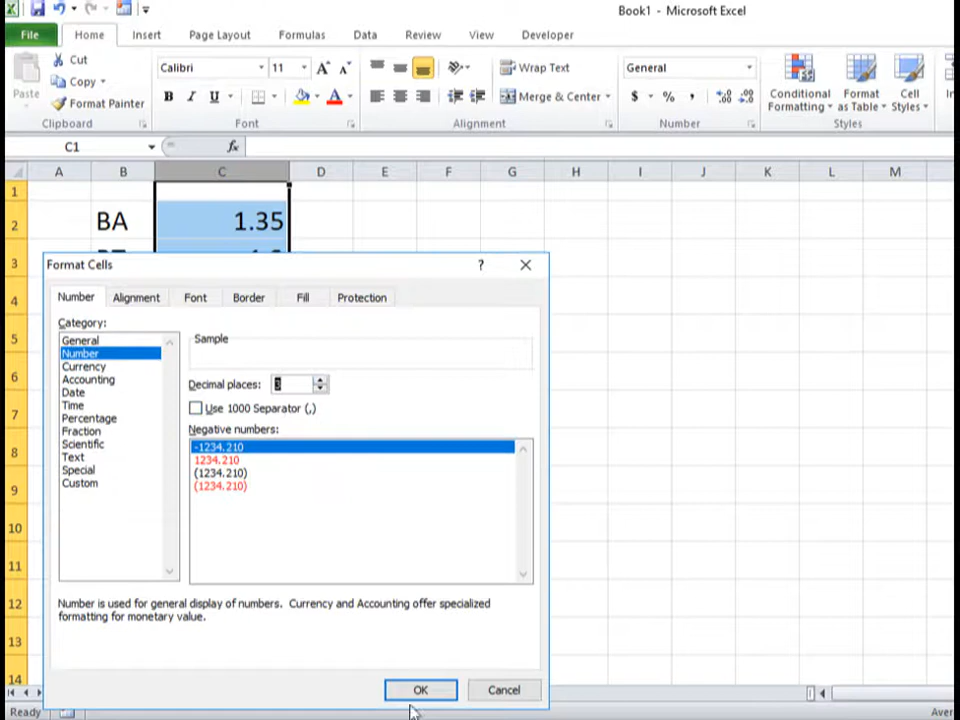 Book1 - Microsoft Excel
File Home Insert Page Layout Formulas Data Review View Developer
Cut
Copy
Format Painter
Paste
Calibri 11
Wrap Text
General
B I U
Merge & Center
$ % ,
Conditional Formatting
Format as Table
Cell Styles
Clipboard Font Alignment Number Styles
C1 fx
A B C D E F G H I J K L M
1
2 BA 1.35
3
4
5
6
7
8
9
10
11
12
13
14
Format Cells ?
Number Alignment Font Border Fill Protection
Category:
General
Number
Currency
Accounting
Date
Time
Percentage
Fraction
Scientific
Text
Special
Custom
Sample
Decimal places: 3
Use 1000 Separator (,)
Negative numbers:
-1234.210
1234.210
(1234.210)
(1234.210)
Number is used for general display of numbers. Currency and Accounting offer specialized
formatting for monetary value.
OK Cancel
Ready
Aver